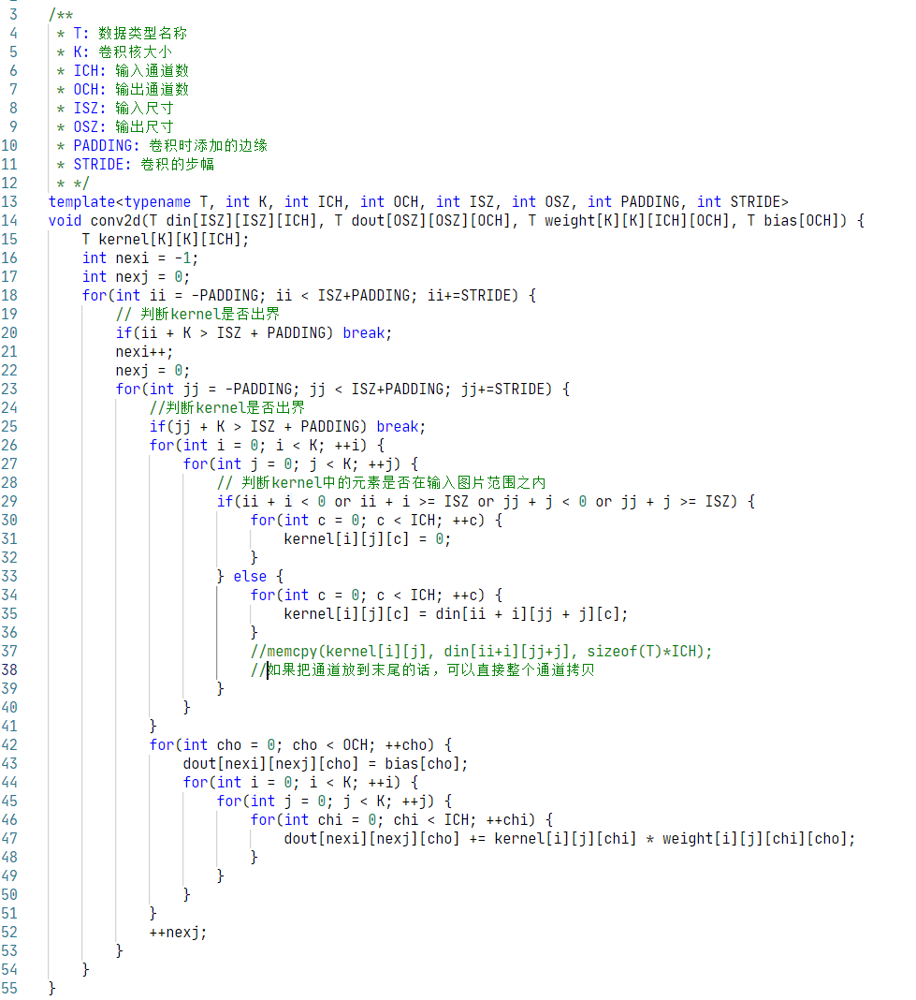 3 /**
4  * T: 数据类型名称
5  * K: 卷积核大小
6  * ICH: 输入通道数
7  * OCH: 输出通道数
8  * ISZ: 输入尺寸
9  * OSZ: 输出尺寸
10  * PADDING: 卷积时添加的边缘
11  * STRIDE: 卷积的步幅
12  * */
13 template<typename T, int K, int ICH, int OCH, int ISZ, int OSZ, int PADDING, int STRIDE>
14 void conv2d(T din[ISZ][ISZ][ICH], T dout[OSZ][OSZ][OCH], T weight[K][K][ICH][OCH], T bias[OCH]) {
15     T kernel[K][K][ICH];
16     int nexi = -1;
17     int nexj = 0;
18     for(int ii = -PADDING; ii < ISZ+PADDING; ii+=STRIDE) {
19         // 判断kernel是否出界
20         if(ii + K > ISZ + PADDING) break;
21         nexi++;
22         nexj = 0;
23         for(int jj = -PADDING; jj < ISZ+PADDING; jj+=STRIDE) {
24             //判断kernel是否出界
25             if(jj + K > ISZ + PADDING) break;
26             for(int i = 0; i < K; ++i) {
27                 for(int j = 0; j < K; ++j) {
28                     // 判断kernel中的元素是否在输入图片范围之内
29                     if(ii + i < 0 or ii + i >= ISZ or jj + j < 0 or jj + j >= ISZ) {
30                         for(int c = 0; c < ICH; ++c) {
31                             kernel[i][j][c] = 0;
32                         }
33                     } else {
34                         for(int c = 0; c < ICH; ++c) {
35                             kernel[i][j][c] = din[ii + i][jj + j][c];
36                         }
37                         //memcpy(kernel[i][j], din[ii+i][jj+j], sizeof(T)*ICH);
38                         //如果把通道放到末尾的话，可以直接整个通道拷贝
39                     }
40                 }
41             }
42             for(int cho = 0; cho < OCH; ++cho) {
43                 dout[nexi][nexj][cho] = bias[cho];
44                 for(int i = 0; i < K; ++i) {
45                     for(int j = 0; j < K; ++j) {
46                         for(int chi = 0; chi < ICH; ++chi) {
47                             dout[nexi][nexj][cho] += kernel[i][j][chi] * weight[i][j][chi][cho];
48                         }
49                     }
50                 }
51             }
52             ++nexj;
53         }
54     }
55 }